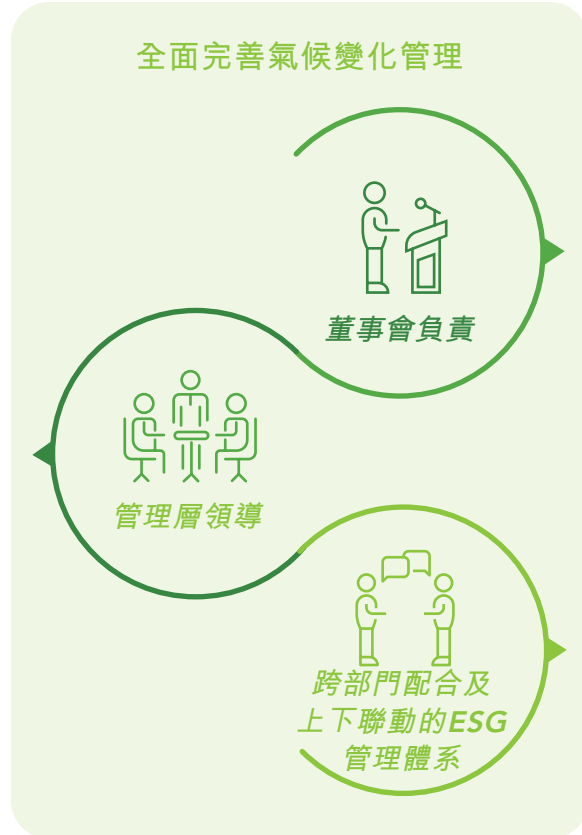 全面完善氣候變化管理
董事會負責
管理層領導
跨部門配合及
上下聯動的ESG
管理體系